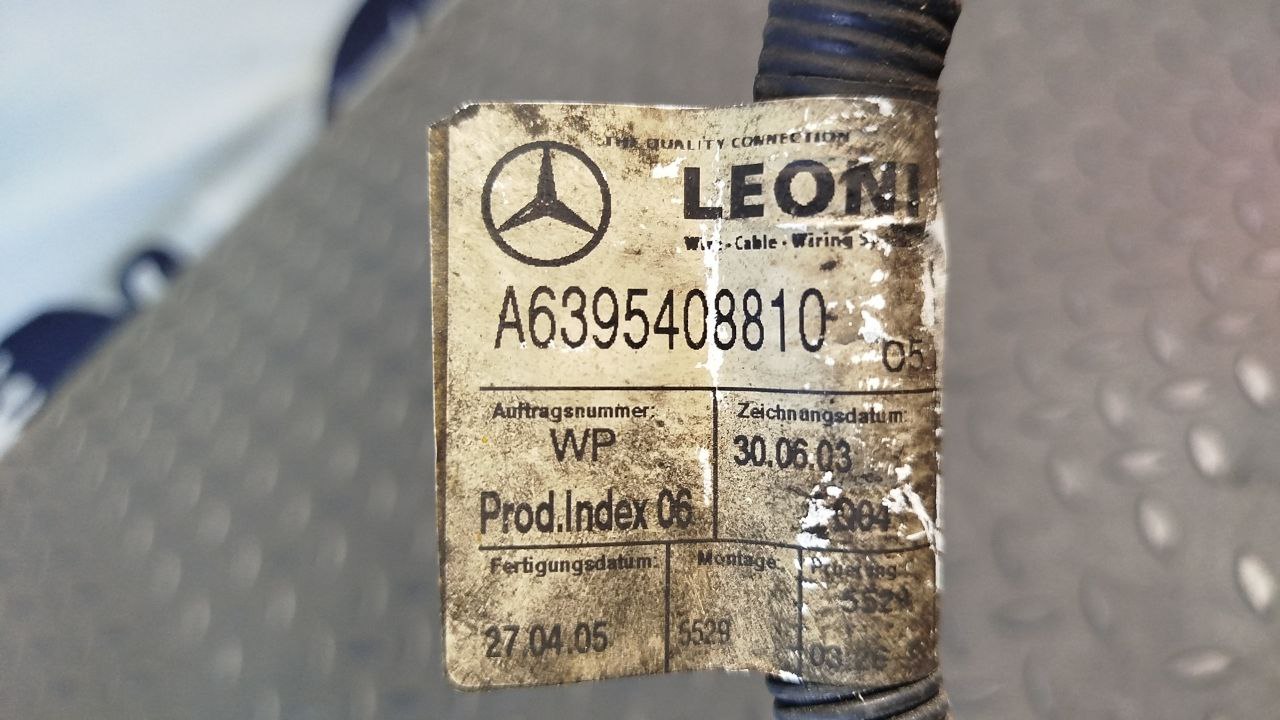 THE QUALITY CONNECTION
LEONI
Wire • Cable • Wiring
A6395408810
05
Auftragsnummer:
WP
Prod.Index 06
Zeichnungsdatum:
30.06.03
Q04
Fertigungsdatum:
27.04.05
Montage:
5529